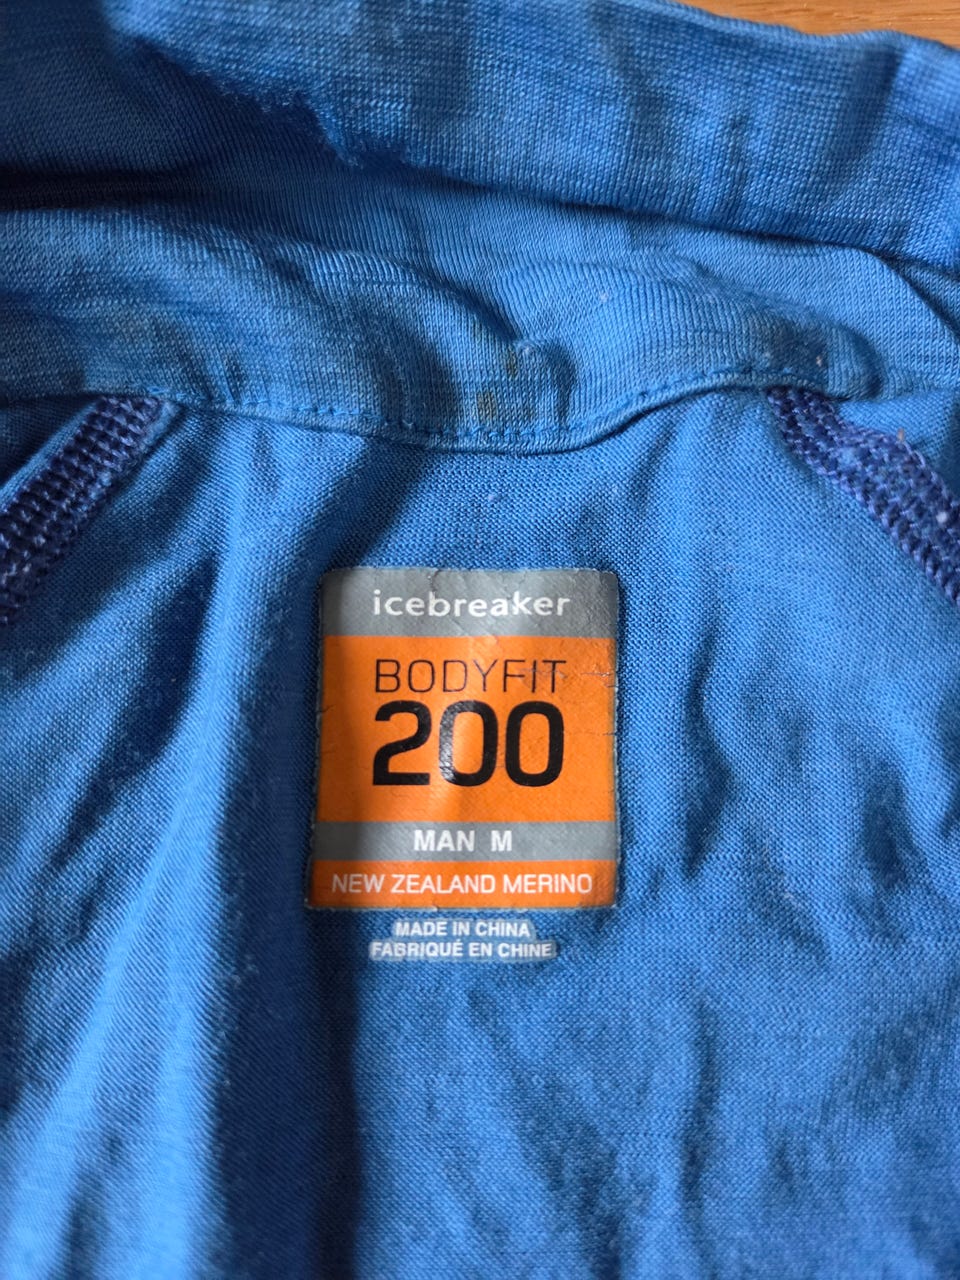 icebreaker
BODYFIT
200
MAN M
NEW ZEALAND MERINO
MADE IN CHINA
FABRIQUÉ EN CHINE